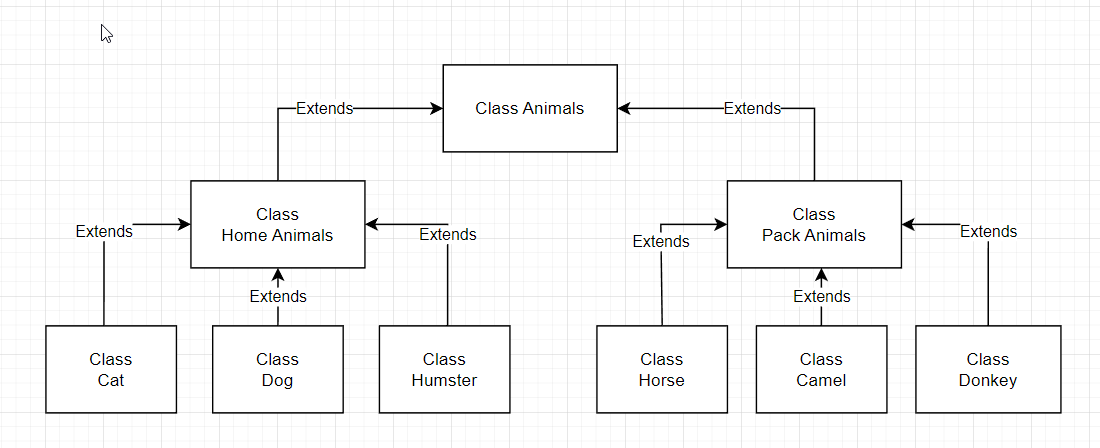 Extends
Class Animals
Extends
Class
Home Animals
Class
Pack Animals
Extends
Extends
Extends
Extends
Extends
Extends
Class
Cat
Class
Dog
Class
Humster
Class
Horse
Class
Camel
Class
Donkey